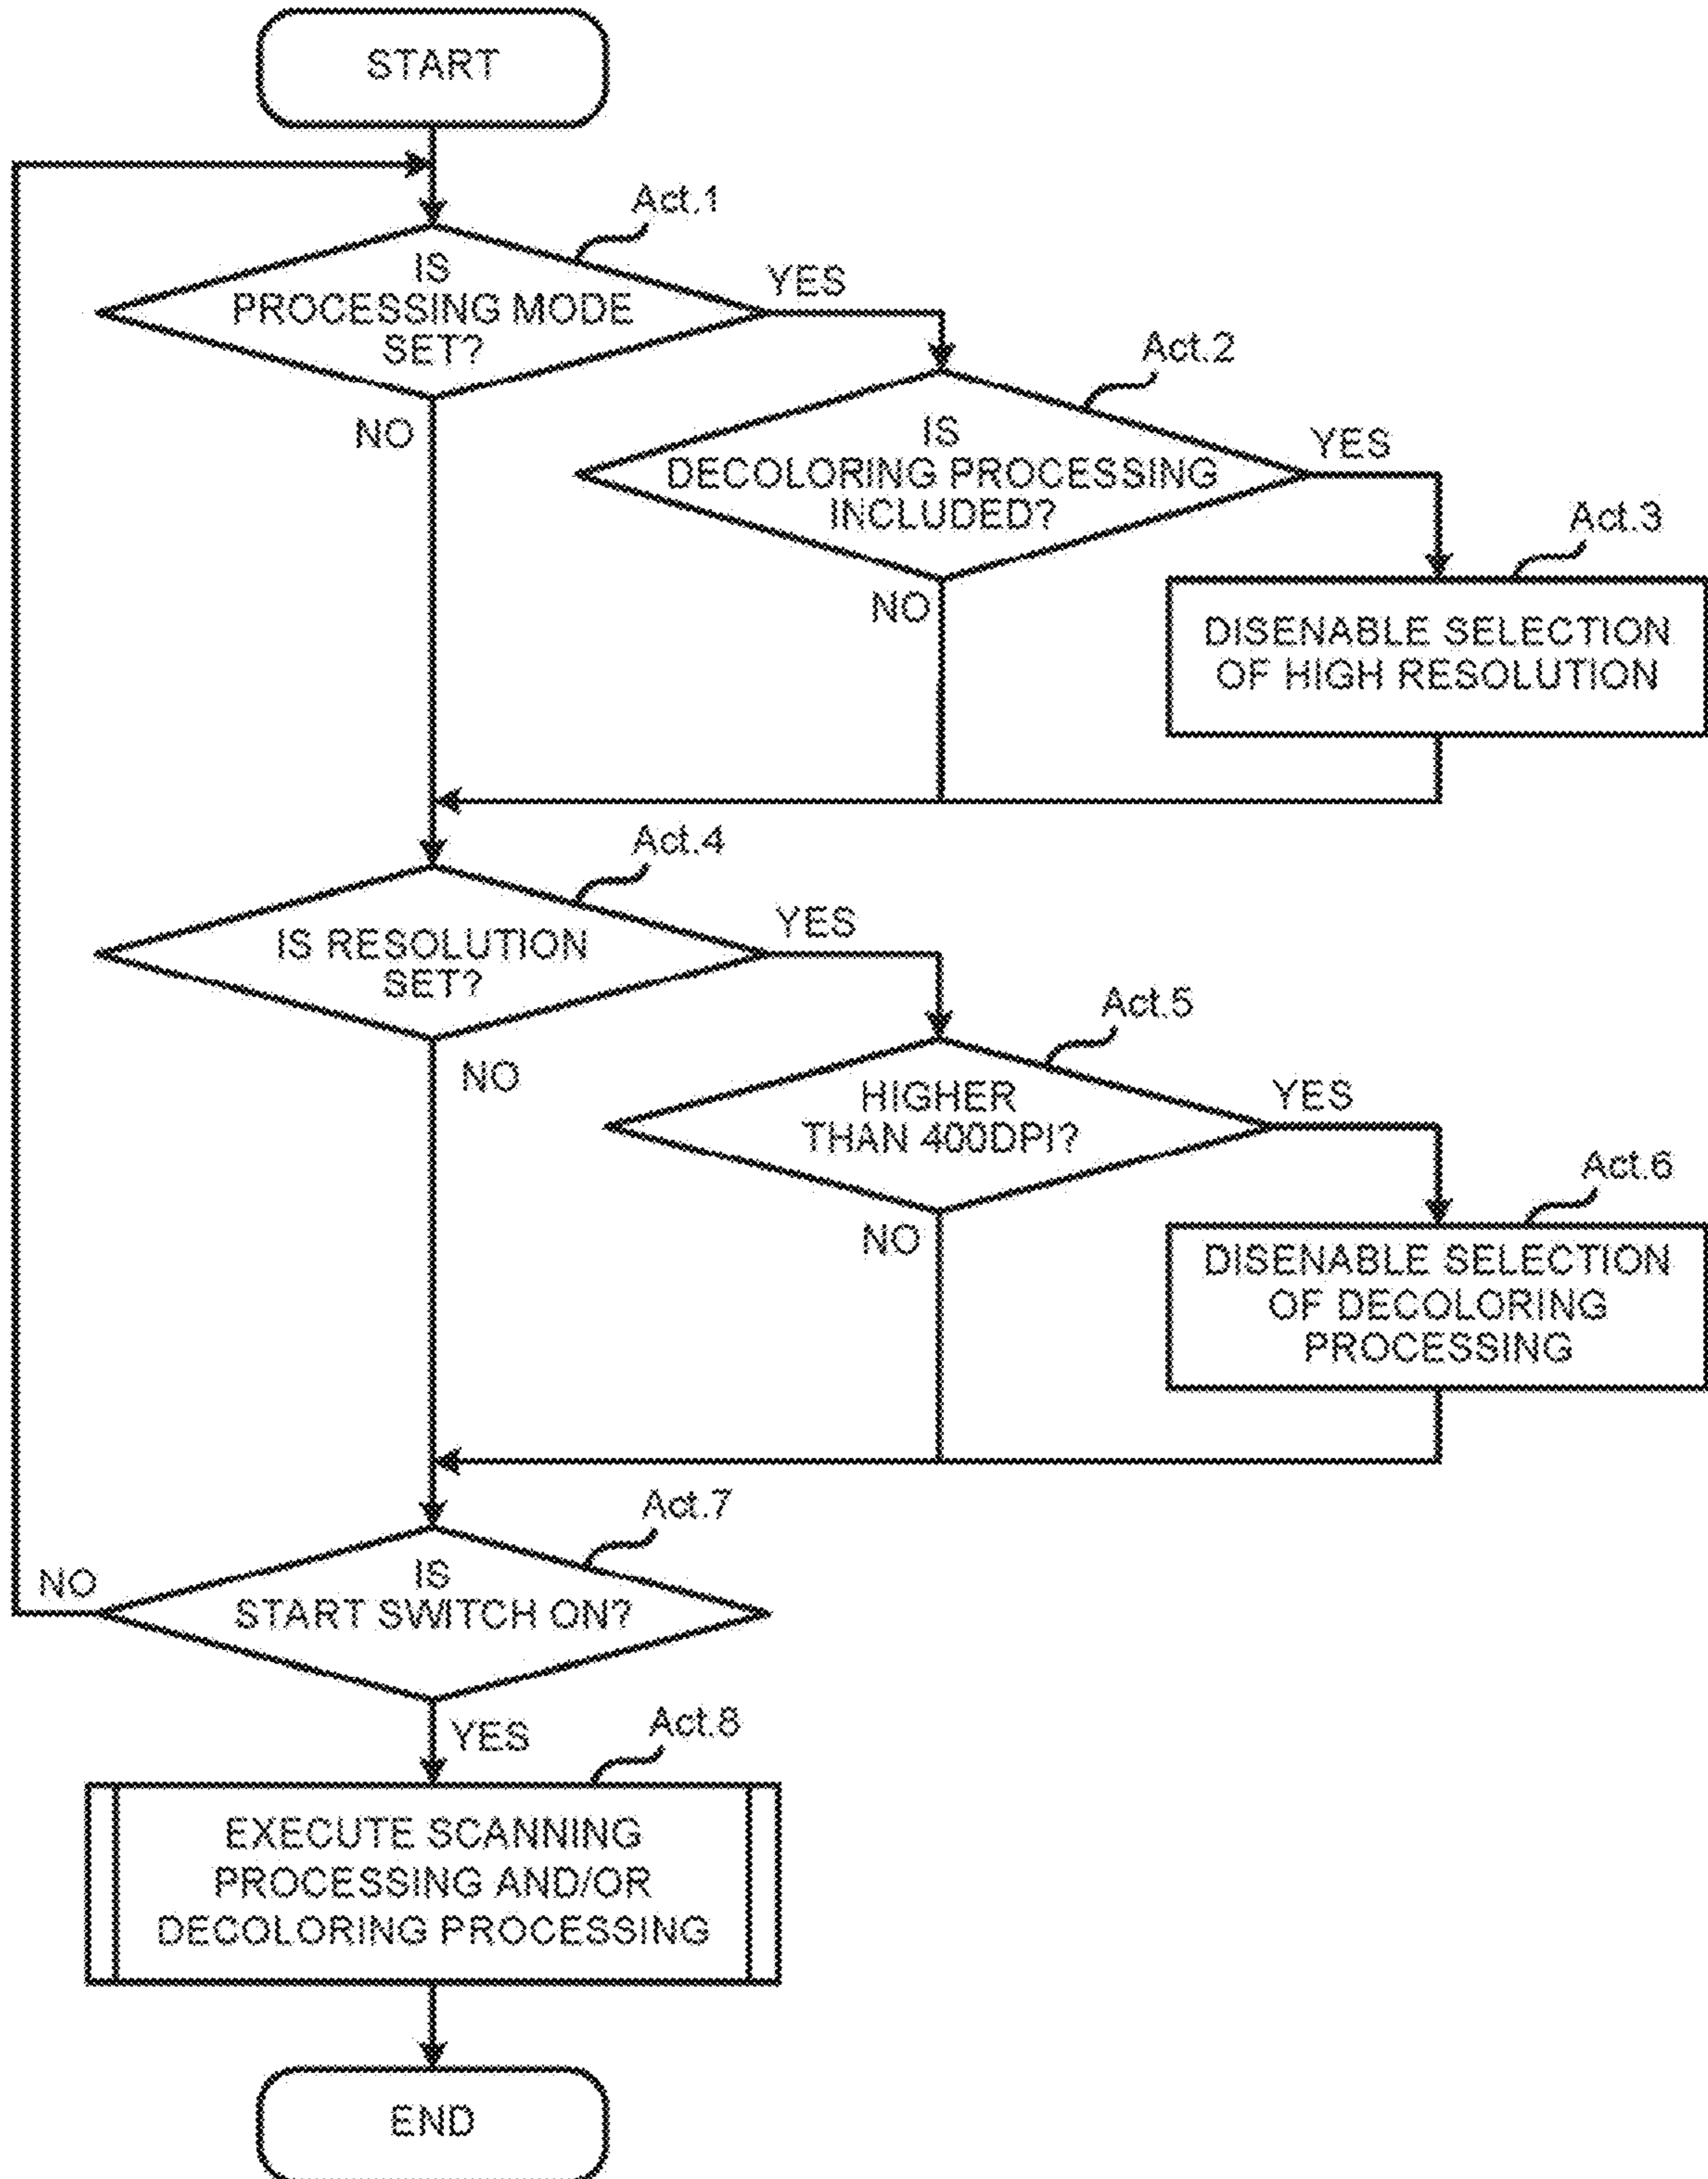 START
Act.1
IS
PROCESSING MODE
SET?
YES
NO
Act.2
IS
DECOLORING PROCESSING
INCLUDED?
YES
NO
Act.3
DISENABLE SELECTION
OF HIGH RESOLUTION
Act.4
IS RESOLUTION
SET?
YES
NO
Act.5
HIGHER
THAN 400DPI?
YES
NO
Act.6
DISENABLE SELECTION
OF DECOLORING
PROCESSING
Act.7
IS
START SWITCH ON?
NO
YES
Act.8
EXECUTE SCANNING
PROCESSING AND/OR
DECOLORING PROCESSING
END